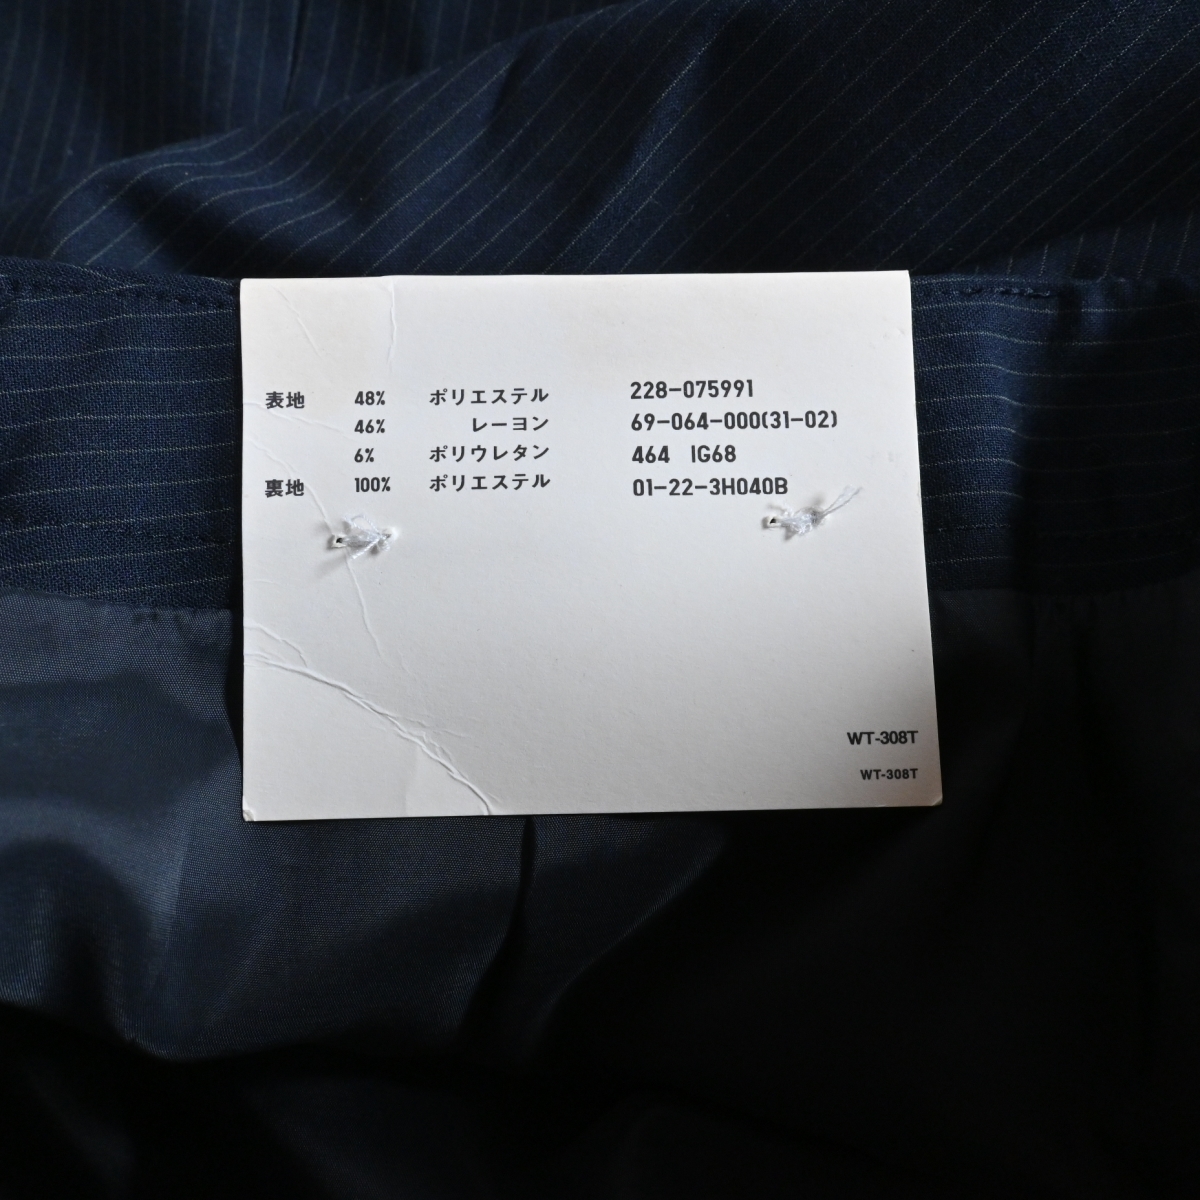 表地 48% ポリエステル 228-075991
46% レーヨン 69-064-000(31-02)
6% ポリウレタン 464 IG68
裏地 100% ポリエステル 01-22-3H040B
WT-308T
WT-308T